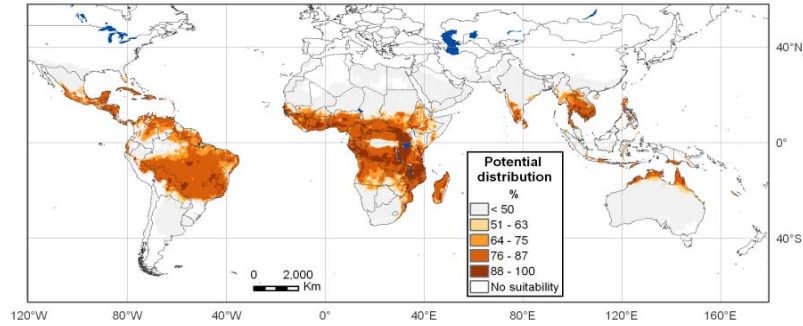 40°N
0°
40°S
Potential
distribution
%
< 50
51 - 63
64 - 75
76 - 87
88 - 100
No suitability
0 2,000
Km
120°W 80°W 40°W 0° 40°E 80°E 120°E 160°E